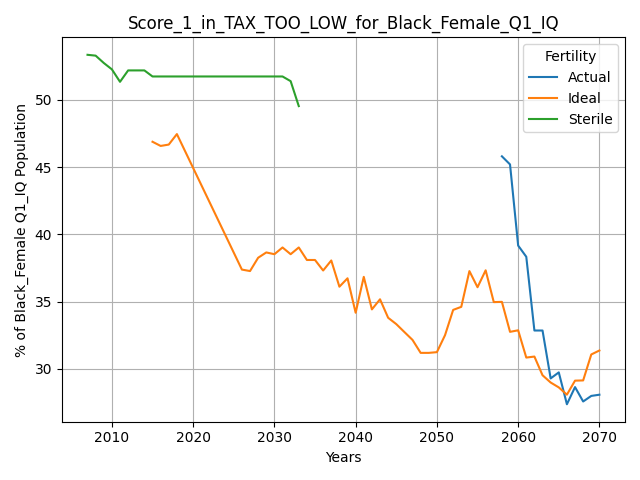 Score_1_in_TAX_TOO_LOW_for_Black_Female_Q1_IQ
Fertility
Actual
Ideal
Sterile
% of Black_Female Q1_IQ Population
50
45
40
35
30
2010
2020
2030
2040
2050
2060
2070
Years